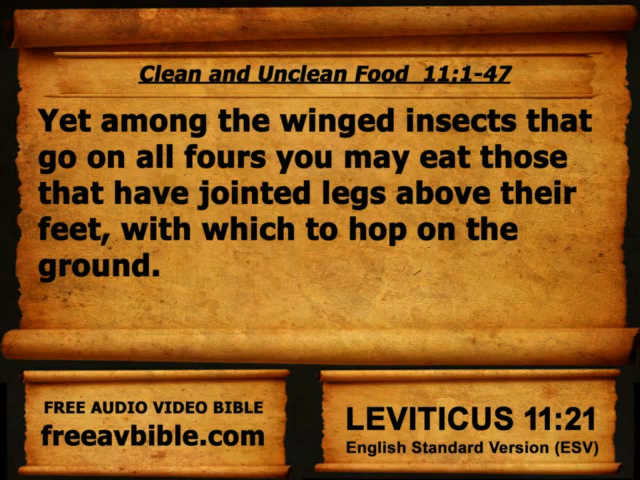 Clean and Unclean Food  11:1-47
Yet among the winged insects that
go on all fours you may eat those
that have jointed legs above their
feet, with which to hop on the
ground.
FREE AUDIO VIDEO BIBLE
freeavbible.com
LEVITICUS 11:21
English Standard Version (ESV)